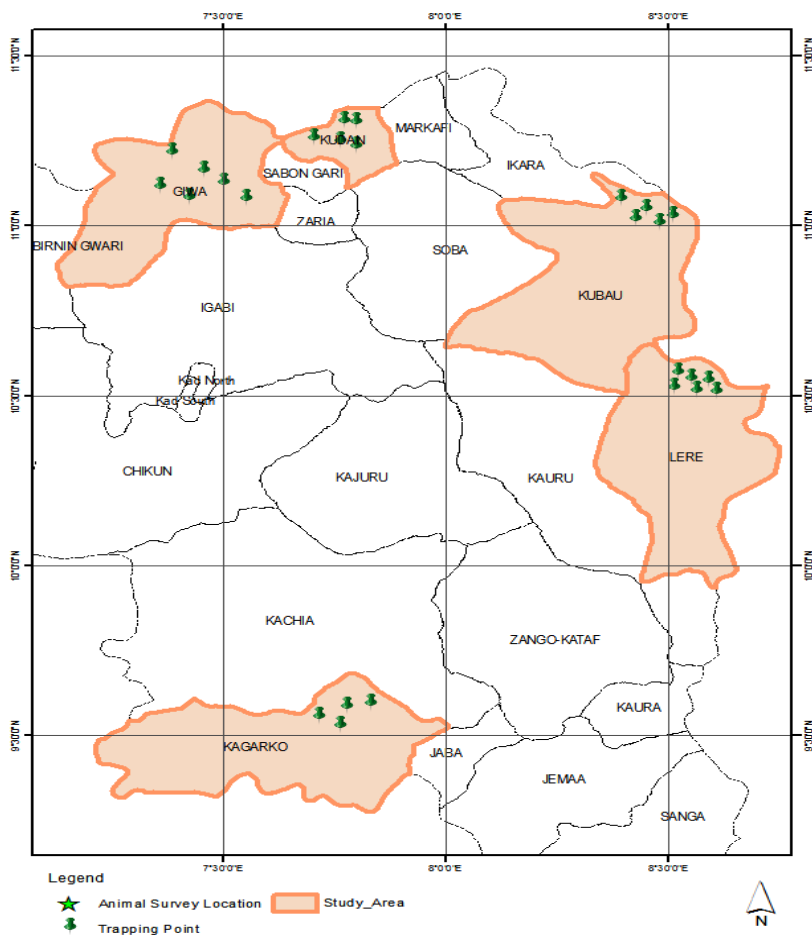 7°30'0"E 8°0'0"E 8°30'0"E
11°30'0"N 11°30'0"N
MARKAFI
KUDAN
IKARA
SABON GARI
GIWA
ZARIA
11°0'0"N 11°0'0"N
BIRNIN GWARI
SOBA
KUBAU
IGABI
Kad North
10°30'0"N 10°30'0"N
Kad South
LERE
CHIKUN
KAJURU
KAURU
10°0'0"N 10°0'0"N
KACHIA
ZANGO-KATAF
KAURA
9°30'0"N 9°30'0"N
KAGARKO
JABA
JEMAA
SANGA
7°30'0"E 8°0'0"E 8°30'0"E
Legend
Animal Survey Location
Study_Area
Trapping Point
N